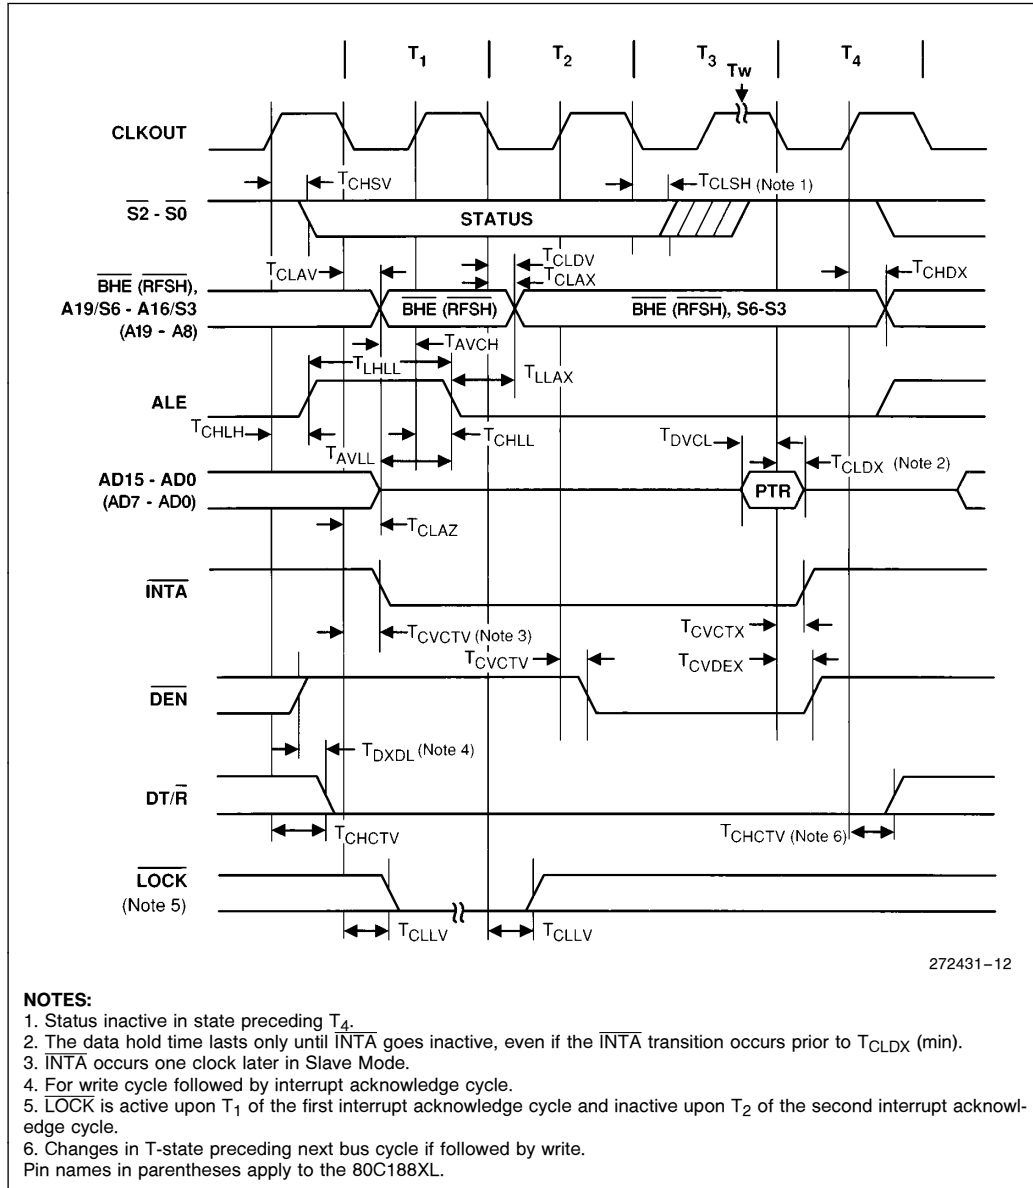 T1 T2 T3 T4
Tw
CLKOUT
TCHSV TCLSH (Note 1)
S2 - S0 STATUS
TCLAV TCLDV TCHDX
TCLAX
BHE (RFSH),
A19/S6 - A16/S3
(A19 - A8)
BHE (RFSH) BHE (RFSH), S6-S3
TAVCH
TLHLL TLLAX
ALE
TCHLH TCHLL TDVCL
TAVLL TCLDX (Note 2)
AD15 - AD0
(AD7 - AD0)
PTR
TCLAZ
INTA
TCVCTV (Note 3) TCVCTX
TCVCTV TCVDEX
DEN
TDXDL (Note 4)
DT/R
TCHCTV TCHCTV (Note 6)
LOCK
(Note 5)
TCLLV TCLLV
272431–12
NOTES:
1. Status inactive in state preceding T4.
2. The data hold time lasts only until INTA goes inactive, even if the INTA transition occurs prior to TCLDX (min).
3. INTA occurs one clock later in Slave Mode.
4. For write cycle followed by interrupt acknowledge cycle.
5. LOCK is active upon T1 of the first interrupt acknowledge cycle and inactive upon T2 of the second interrupt acknowl-
edge cycle.
6. Changes in T-state preceding next bus cycle if followed by write.
Pin names in parentheses apply to the 80C188XL.